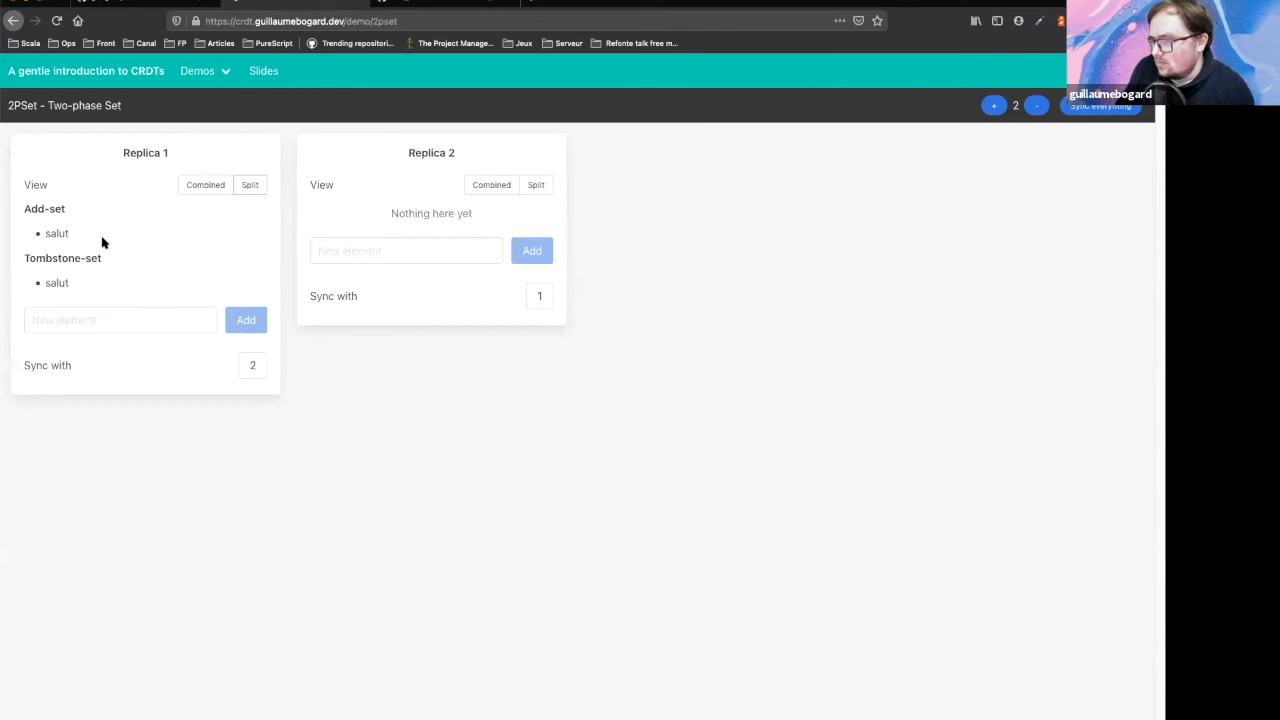 https://crdt.guillaumebogard.dev/demo/2pset
Scala Ops Front Canal FP Articles PureScript Trending repositori... The Project Manage... Jeux Serveur Refonte talk free m...
guillaumebogard
A gentle introduction to CRDTs Demos Slides
2PSet - Two-phase Set + 2 - Sync everything
Replica 1
View Combined Split
Add-set
• salut
Tombstone-set
• salut
New element Add
Sync with 2
Replica 2
View Combined Split
Nothing here yet
New element Add
Sync with 1